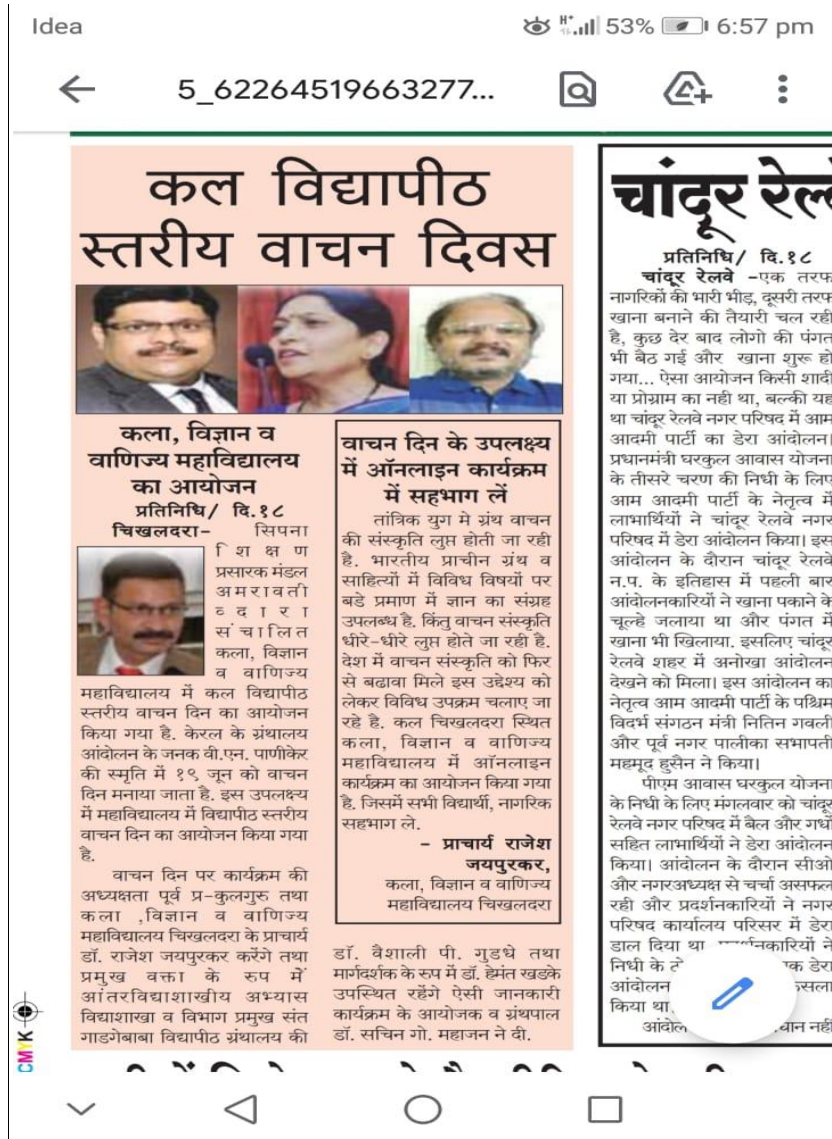 Idea
53% 6:57 pm
5_62264519663277...
कल विद्यापीठ
स्तरीय वाचन दिवस
कला, विज्ञान व
वाणिज्य महाविद्यालय
का आयोजन
प्रतिनिधि/ दि.१८
चिखलदरा- सिपना
शिक्षण
प्रसारक मंडल
अमरावती
व्दारा
संचालित
कला, विज्ञान
व वाणिज्य
महाविद्यालय में कल विद्यापीठ
स्तरीय वाचन दिन का आयोजन
किया गया है. केरल के ग्रंथालय
आंदोलन के जनक वी.एन. पाणीकेर
की स्मृति में १९ जून को वाचन
दिन मनाया जाता है. इस उपलक्ष्य
में महाविद्यालय में विद्यापीठ स्तरीय
वाचन दिन का आयोजन किया गया
है.
वाचन दिन पर कार्यक्रम की
अध्यक्षता पूर्व प्र-कुलगुरु तथा
कला ,विज्ञान व वाणिज्य
महाविद्यालय चिखलदरा के प्राचार्य
डॉ. राजेश जयपुरकर करेंगे तथा
प्रमुख वक्ता के रुप में
आंतरविद्याशाखीय अभ्यास
विद्याशाखा व विभाग प्रमुख संत
गाडगेबाबा विद्यापीठ ग्रंथालय की
वाचन दिन के उपलक्ष्य
में ऑनलाइन कार्यक्रम
में सहभाग लें
तांत्रिक युग मे ग्रंथ वाचन
की संस्कृति लुप्त होती जा रही
है. भारतीय प्राचीन ग्रंथ व
साहित्यों में विविध विषयों पर
बडे प्रमाण में ज्ञान का संग्रह
उपलब्ध है. किंतु वाचन संस्कृति
धीरे-धीरे लुप्त होते जा रही है.
देश में वाचन संस्कृति को फिर
से बढावा मिले इस उद्देश्य को
लेकर विविध उपक्रम चलाए जा
रहे है. कल चिखलदरा स्थित
कला, विज्ञान व वाणिज्य
महाविद्यालय में ऑनलाइन
कार्यक्रम का आयोजन किया गया
है. जिसमें सभी विद्यार्थी, नागरिक
सहभाग ले.
- प्राचार्य राजेश
जयपुरकर,
कला, विज्ञान व वाणिज्य
महाविद्यालय चिखलदरा
डॉ. वैशाली पी. गुडधे तथा
मार्गदर्शक के रुप में डॉ. हेमंत खडके
उपस्थित रहेंगे ऐसी जानकारी
कार्यक्रम के आयोजक व ग्रंथपाल
डॉ. सचिन गो. महाजन ने दी.
चांदूर
प्रतिनिधि/ दि.१८
चांदूर रेलवे -एक तरफ
नागरिकों की भारी भीड़, दूसरी तरफ
खाना बनाने की तैयारी चल रही
है, कुछ देर बाद लोगो की पंगत
भी बैठ गई और खाना शुरू हो
गया... ऐसा आयोजन किसी शादी
या प्रोग्राम का नही था, बल्की यह
था चांदूर रेलवे नगर परिषद में आम
आदमी पार्टी का डेरा आंदोलन।
प्रधानमंत्री घरकुल आवास योजना
के तीसरे चरण की निधी के लिए
आम आदमी पार्टी के नेतृत्व में
लाभार्थियों ने चांदूर रेलवे नगर
परिषद में डेरा आंदोलन किया। इस
आंदोलन के दौरान चांदूर रेलवे
न.प. के इतिहास में पहली बार
आंदोलनकारियों ने खाना पकाने के
चूल्हे जलाया था और पंगत में
खाना भी खिलाया. इसलिए चांदूर
रेलवे शहर में अनोखा आंदोलन
देखने को मिला। इस आंदोलन का
नेतृत्व आम आदमी पार्टी के पश्चिम
विदर्भ संगठन मंत्री नितिन गवली
और पूर्व नगर पालीका सभापती
महमूद हुसैन ने किया।
पीएम आवास घरकुल योजना
के निधी के लिए मंगलवार को चांदूर
रेलवे नगर परिषद में बैल और गधों
सहित लाभार्थियों ने डेरा आंदोलन
किया। आंदोलन के दौरान सीओ
और नगरअध्यक्ष से चर्चा असफल
रही और प्रदर्शनकारियों ने नगर
परिषद कार्यालय परिसर में डेरा
डाल दिया था
निधी के डेरा
आंदोलन
किया था
नहीं
CMYK